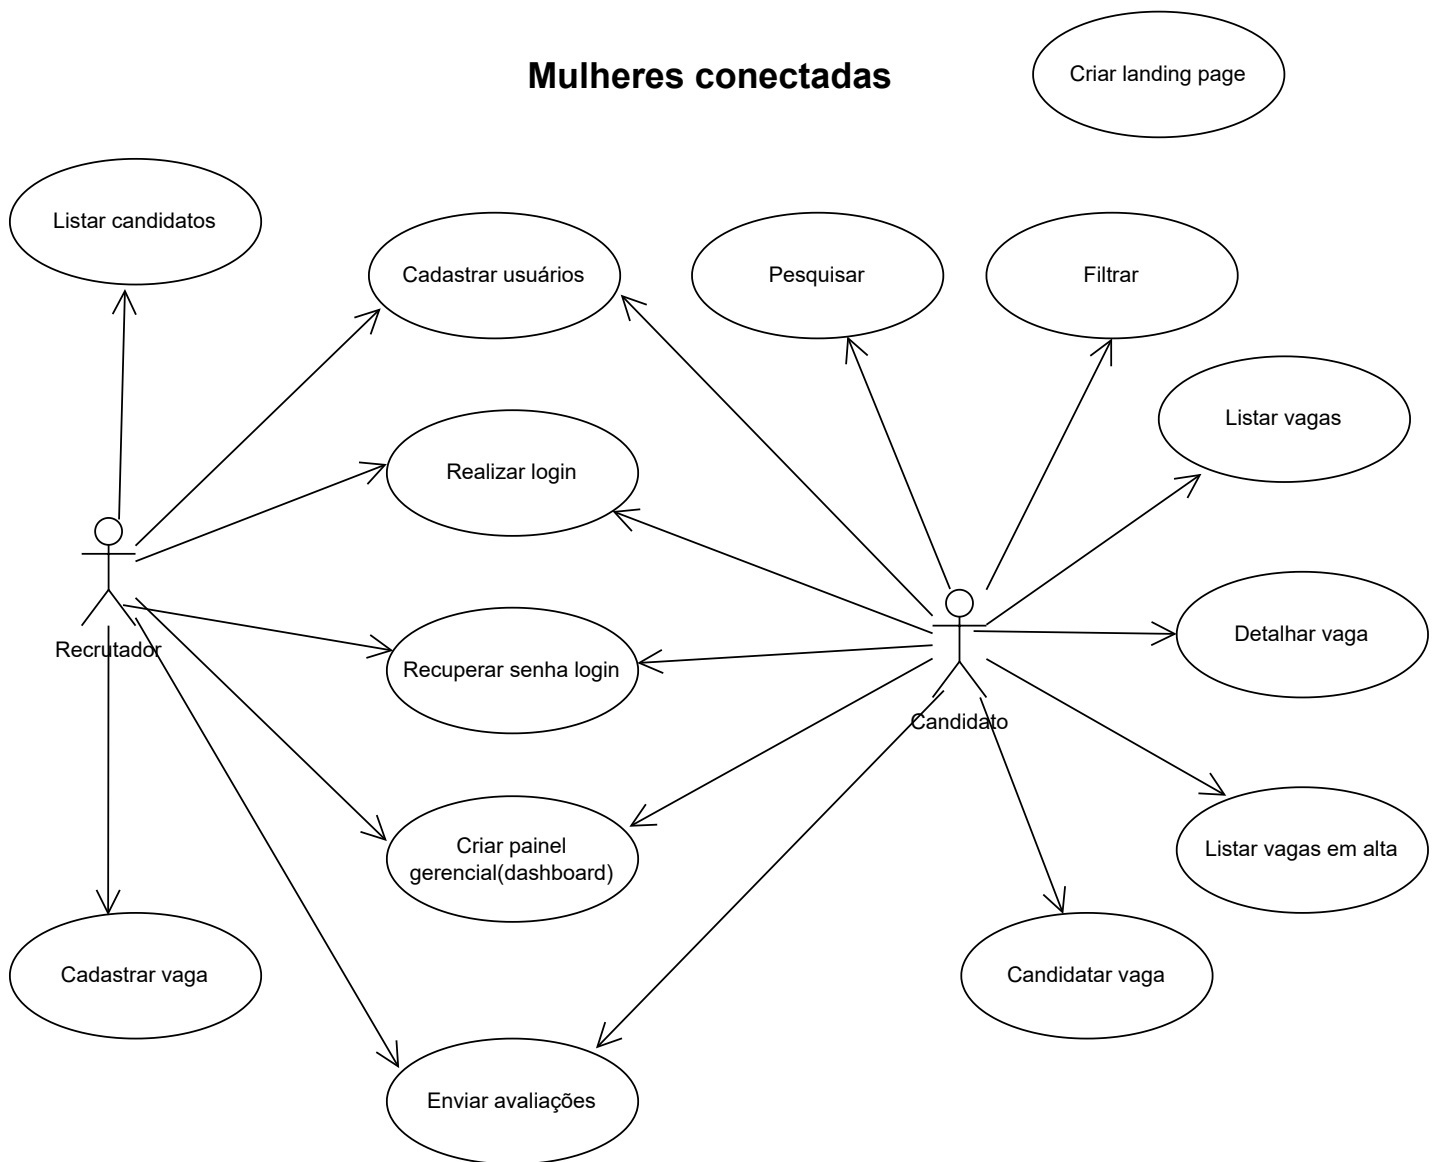 Mulheres conectadas
Criar landing page
Listar candidatos
Cadastrar usuários
Pesquisar
Filtrar
Listar vagas
Realizar login
Recrutador
Recuperar senha login
Detalhar vaga
Candidato
Criar painel
gerencial(dashboard)
Listar vagas em alta
Cadastrar vaga
Candidatar vaga
Enviar avaliações